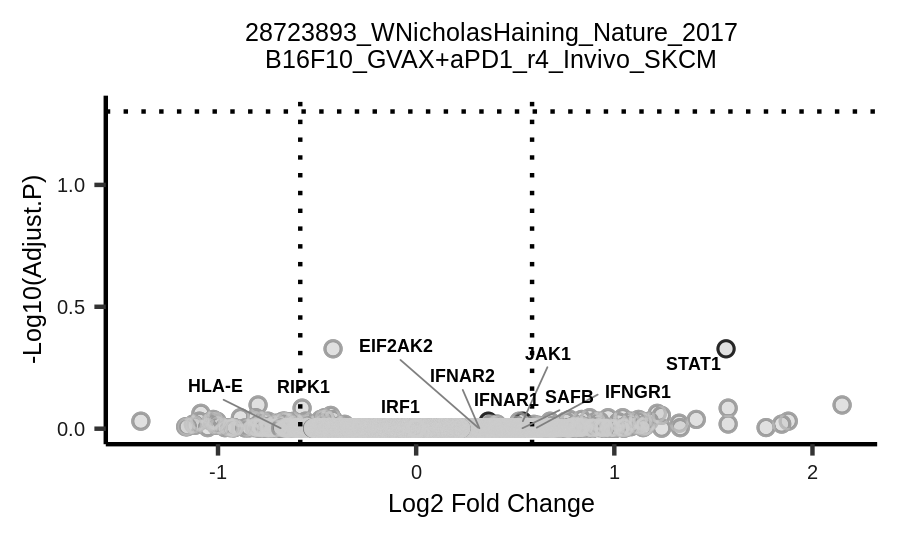 28723893_WNicholasHaining_Nature_2017
B16F10_GVAX+aPD1_r4_Invivo_SKCM
-Log10(Adjust.P)
1.0
0.5
0.0
EIF2AK2
JAK1
STAT1
IFNAR2
HLA-E
RIPK1
IFNAR1
SAFB
IFNGR1
IRF1
-1
0
1
2
Log2 Fold Change